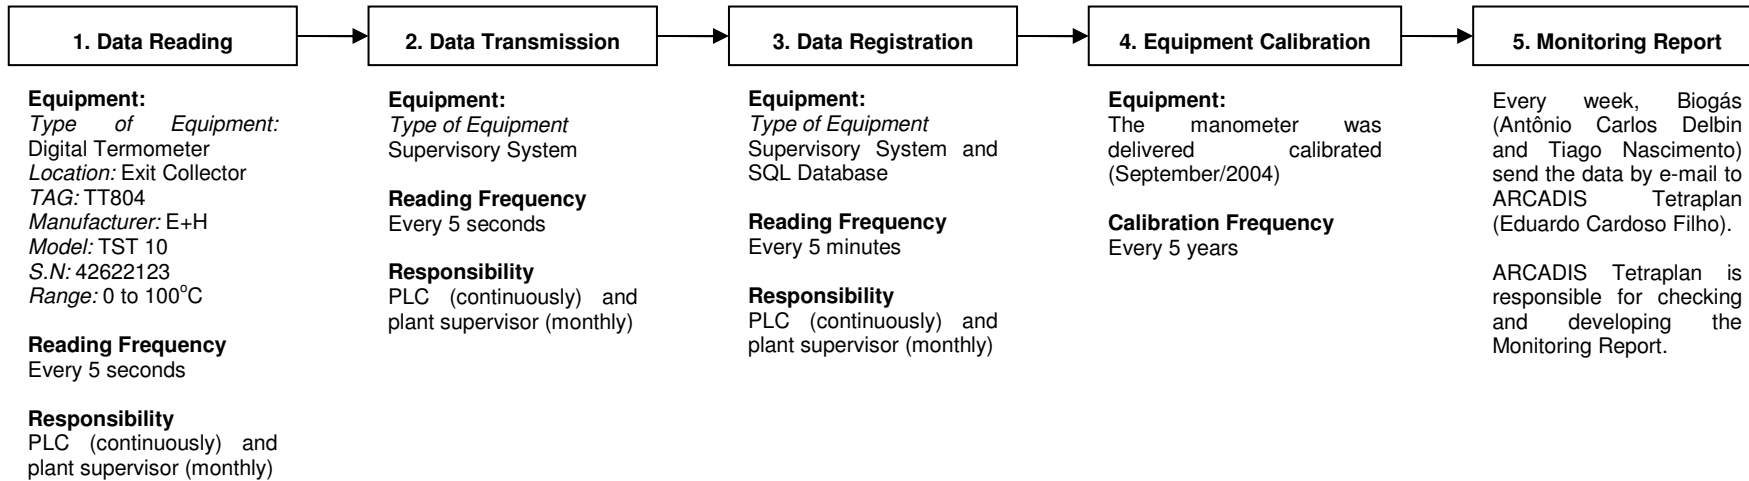 1. Data Reading
2. Data Transmission
3. Data Registration
4. Equipment Calibration
5. Monitoring Report
Equipment:
Type of Equipment:
Digital Termometer
Location: Exit Collector
TAG: TT804
Manufacturer: E+H
Model: TST 10
S.N: 42622123
Range: 0 to 100°C
Reading Frequency
Every 5 seconds
Responsibility
PLC (continuously) and
plant supervisor (monthly)
Equipment:
Type of Equipment
Supervisory System
Reading Frequency
Every 5 seconds
Responsibility
PLC (continuously) and
plant supervisor (monthly)
Equipment:
Type of Equipment
Supervisory System and
SQL Database
Reading Frequency
Every 5 minutes
Responsibility
PLC (continuously) and
plant supervisor (monthly)
Equipment:
The manometer was
delivered calibrated
(September/2004)
Calibration Frequency
Every 5 years
Every week, Biogás
(Antônio Carlos Delbin
and Tiago Nascimento)
send the data by e-mail to
ARCADIS Tetraplan
(Eduardo Cardoso Filho).
ARCADIS Tetraplan is
responsible for checking
and developing the
Monitoring Report.